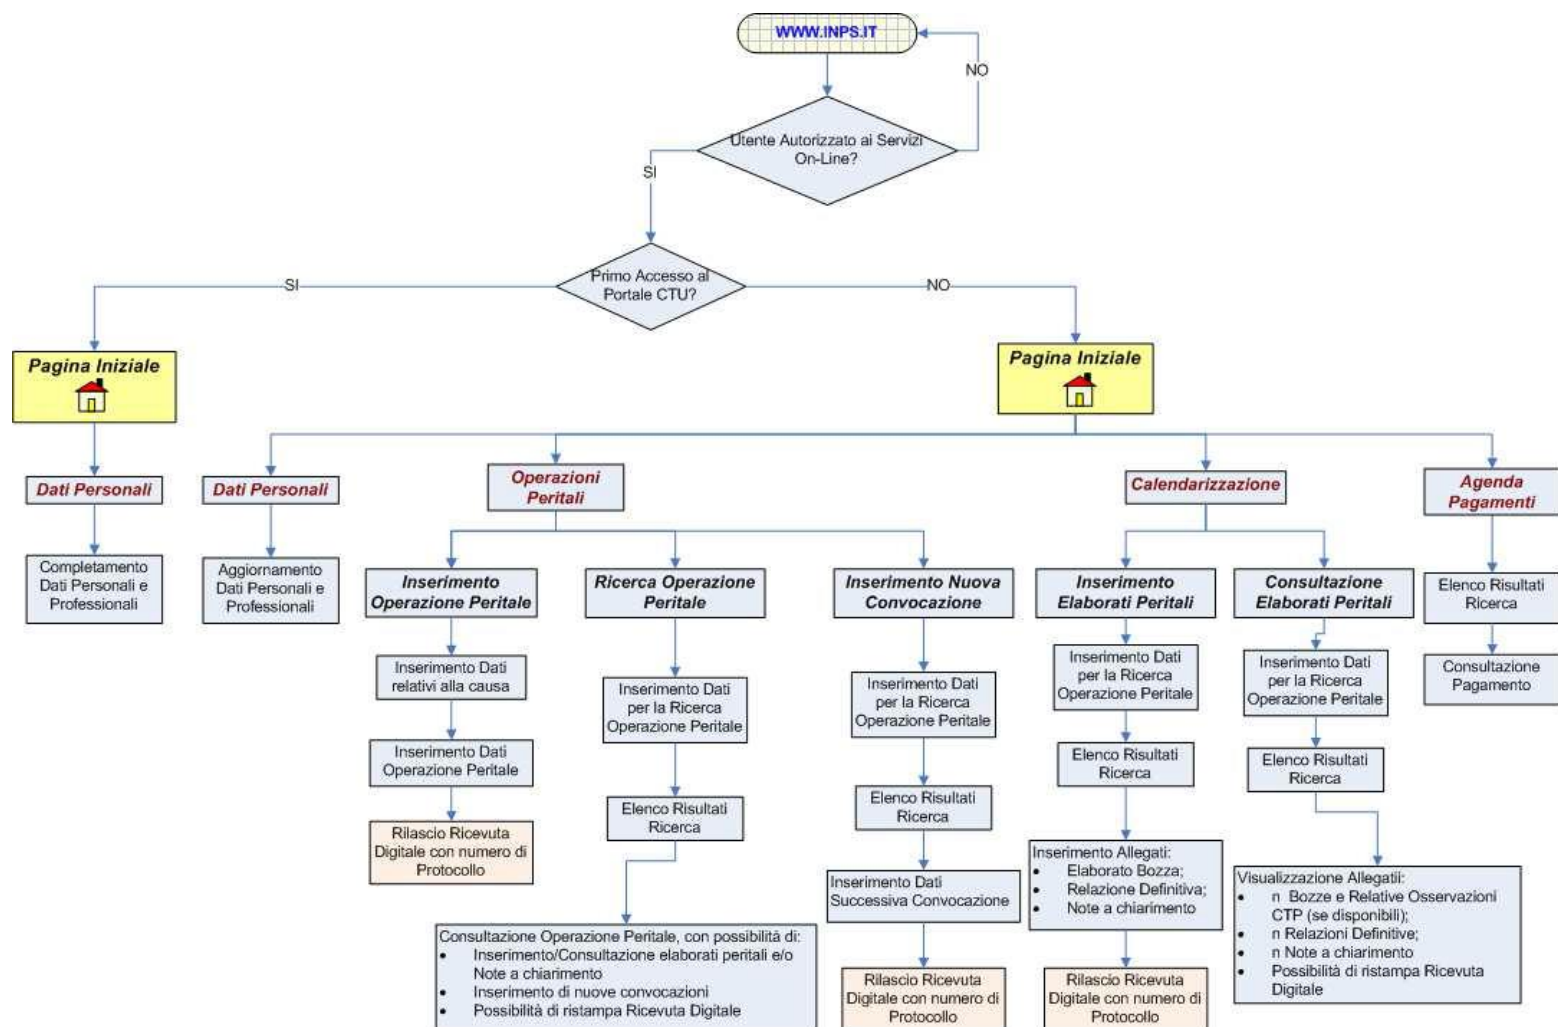 WWW.INPS.IT
NO
Utente Autorizzato ai Servizi
On-Line?
SI
Primo Accesso al
Portale CTU?
SI
NO
Pagina Iniziale
Pagina Iniziale
Dati Personali
Dati Personali
Operazioni
Peritali
Calendarizzazione
Agenda
Pagamenti
Completamento
Dati Personali e
Professionali
Aggiornamento
Dati Personali e
Professionali
Inserimento
Operazione Peritale
Ricerca Operazione
Peritale
Inserimento Nuova
Convocazione
Inserimento
Elaborati Peritali
Consultazione
Elaborati Peritali
Elenco Risultati
Ricerca
Inserimento Dati
relativi alla causa
Inserimento Dati
per la Ricerca
Operazione Peritale
Inserimento Dati
per la Ricerca
Operazione Peritale
Inserimento Dati
per la Ricerca
Operazione Peritale
Inserimento Dati
per la Ricerca
Operazione Peritale
Consultazione
Pagamento
Inserimento Dati
Operazione Peritale
Elenco Risultati
Ricerca
Elenco Risultati
Ricerca
Elenco Risultati
Ricerca
Elenco Risultati
Ricerca
Rilascio Ricevuta
Digitale con numero di
Protocollo
Inserimento Dati
Successiva Convocazione
Inserimento Allegati:
• Elaborato Bozza;
• Relazione Definitiva;
• Note a chiarimento
Visualizzazione Allegatii:
• n Bozze e Relative Osservazioni
CTP (se disponibili);
• n Relazioni Definitive;
• n Note a chiarimento
• Possibilità di ristampa Ricevuta
Digitale
Consultazione Operazione Peritale, con possibilità di:
• Inserimento/Consultazione elaborati peritali e/o
Note a chiarimento
• Inserimento di nuove convocazioni
• Possibilità di ristampa Ricevuta Digitale
Rilascio Ricevuta
Digitale con numero di
Protocollo
Rilascio Ricevuta
Digitale con numero di
Protocollo